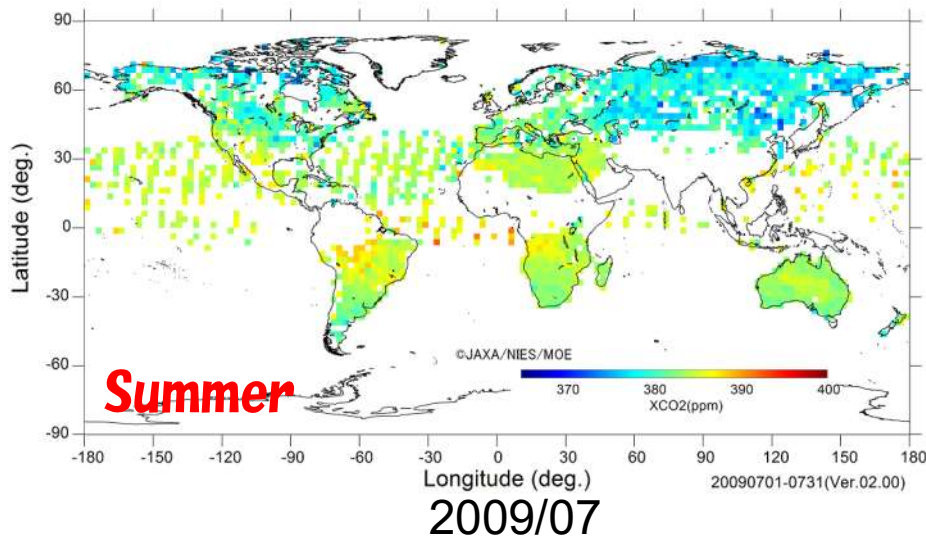 90
60
30
0
-30
-60
-90
Latitude (deg.)
©JAXA/NIES/MOE
370 380 390 400
XCO2(ppm)
Summer
-180 -150 -120 -90 -60 -30 0 30 60 90 120 150 180
Longitude (deg.)
20090701-0731(Ver.02.00)
2009/07